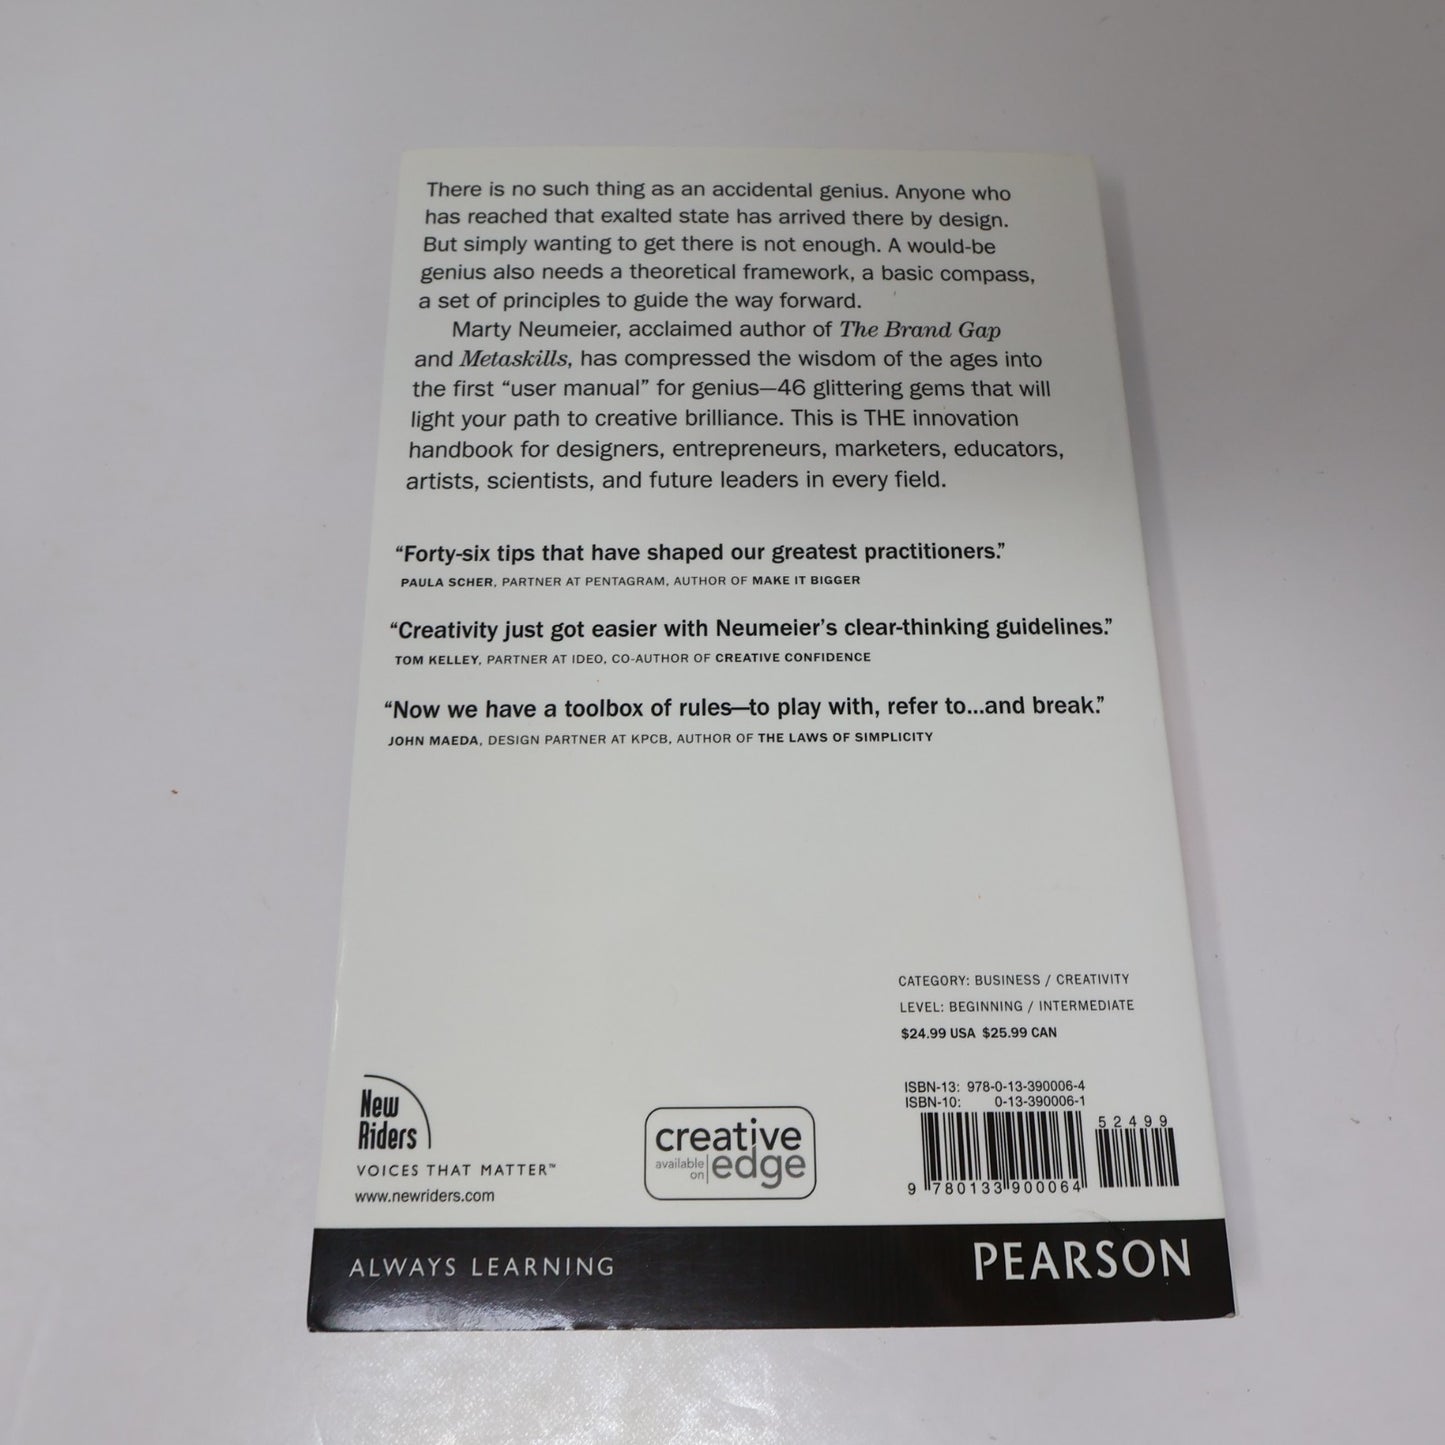 There is no such thing as an accidental genius. Anyone who
has reached that exalted state has arrived there by design.
But simply wanting to get there is not enough. A would-be
genius also needs a theoretical framework, a basic compass,
a set of principles to guide the way forward.
Marty Neumeier, acclaimed author of The Brand Gap
and Metaskills, has compressed the wisdom of the ages into
the first “user manual” for genius—46 glittering gems that will
light your path to creative brilliance. This is THE innovation
handbook for designers, entrepreneurs, marketers, educators,
artists, scientists, and future leaders in every field.
“Forty-six tips that have shaped our greatest practitioners.”
PAULA SCHER, PARTNER AT PENTAGRAM, AUTHOR OF MAKE IT BIGGER
“Creativity just got easier with Neumeier’s clear-thinking guidelines.”
TOM KELLEY, PARTNER AT IDEO, CO-AUTHOR OF CREATIVE CONFIDENCE
“Now we have a toolbox of rules—to play with, refer to...and break.”
JOHN MAEDA, DESIGN PARTNER AT KPCB, AUTHOR OF THE LAWS OF SIMPLICITY
CATEGORY: BUSINESS / CREATIVITY
LEVEL: BEGINNING / INTERMEDIATE
$24.99 USA $25.99 CAN
ISBN-13: 978-0-13-390006-4
ISBN-10: 0-13-390006-1
52499
9 780133 900064
New
Riders
VOICES THAT MATTER™
www.newriders.com
creative
available
on
edge
ALWAYS LEARNING
PEARSON